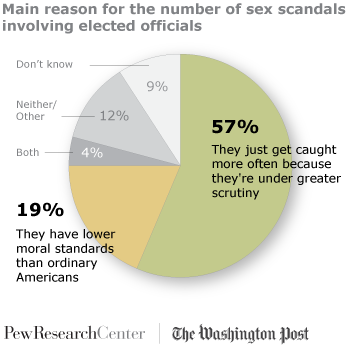 Main reason for the number of sex scandals
involving elected officials
Don't know
9%
Neither/
Other
12%
Both
4%
57%
They just get caught
more often because
they're under greater
scrutiny
19%
They have lower
moral standards
than ordinary
Americans
PewResearchCenter
The Washington Post